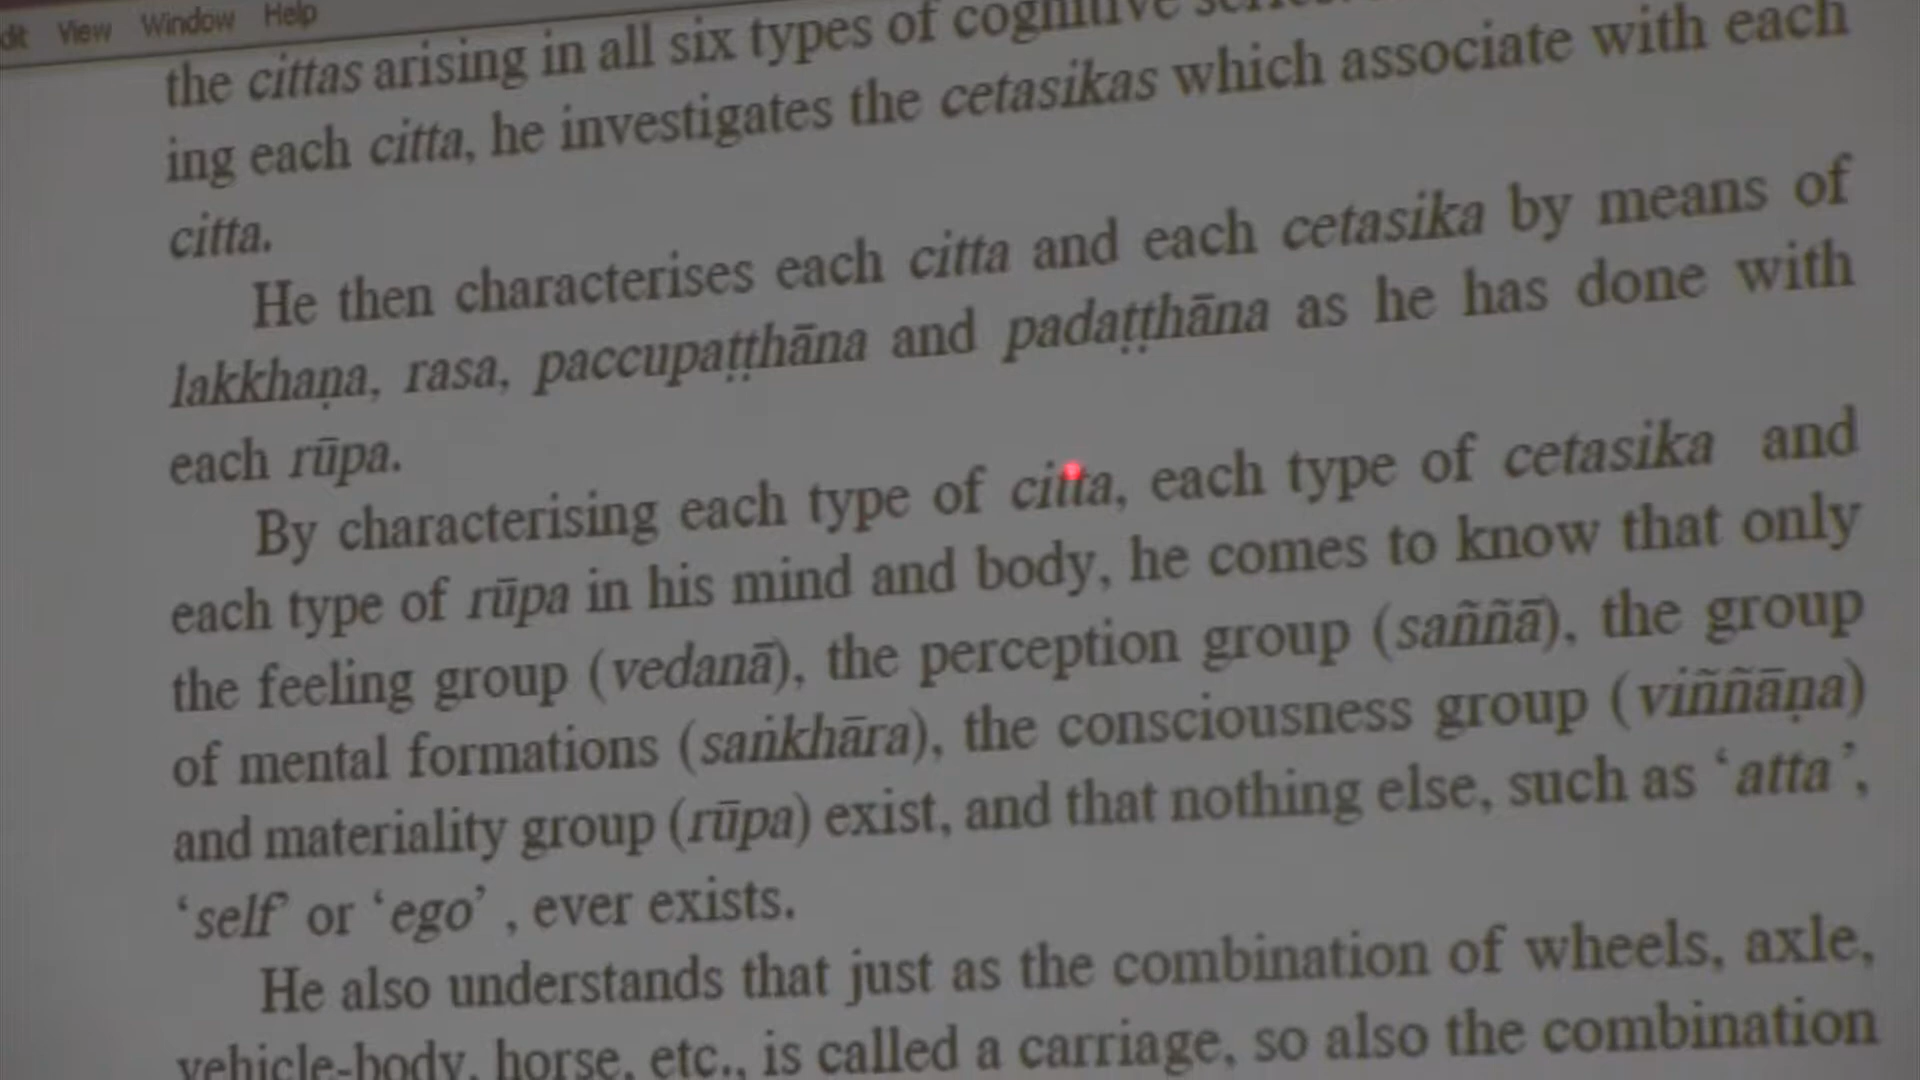 View Window Help
the cittas arising in all six types of cognitive
ing each citta, he investigates the cetasikas which associate with each
citta.
He then characterises each citta and each cetasika by means of
lakkhaṇa, rasa, paccupaṭṭhāna and padaṭṭhāna as he has done with
each rūpa.
By characterising each type of citta, each type of cetasika and
each type of rūpa in his mind and body, he comes to know that only
the feeling group (vedanā), the perception group (saññā), the group
of mental formations (saṅkhāra), the consciousness group (viññāṇa)
and materiality group (rūpa) exist, and that nothing else, such as ‘atta’,
‘self’ or ‘ego’ , ever exists.
He also understands that just as the combination of wheels, axle,
vehicle-body, horse, etc., is called a carriage, so also the combination